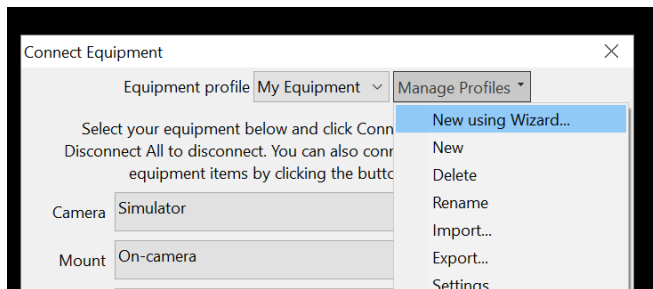 Connect Equipment
Equipment profile My Equipment Manage Profiles
New using Wizard...
Select your equipment below and click Conn
New
Disconnect All to disconnect. You can also conn
Delete
equipment items by clicking the butto
Rename
Camera Simulator
Import...
Mount On-camera
Export...
Settings